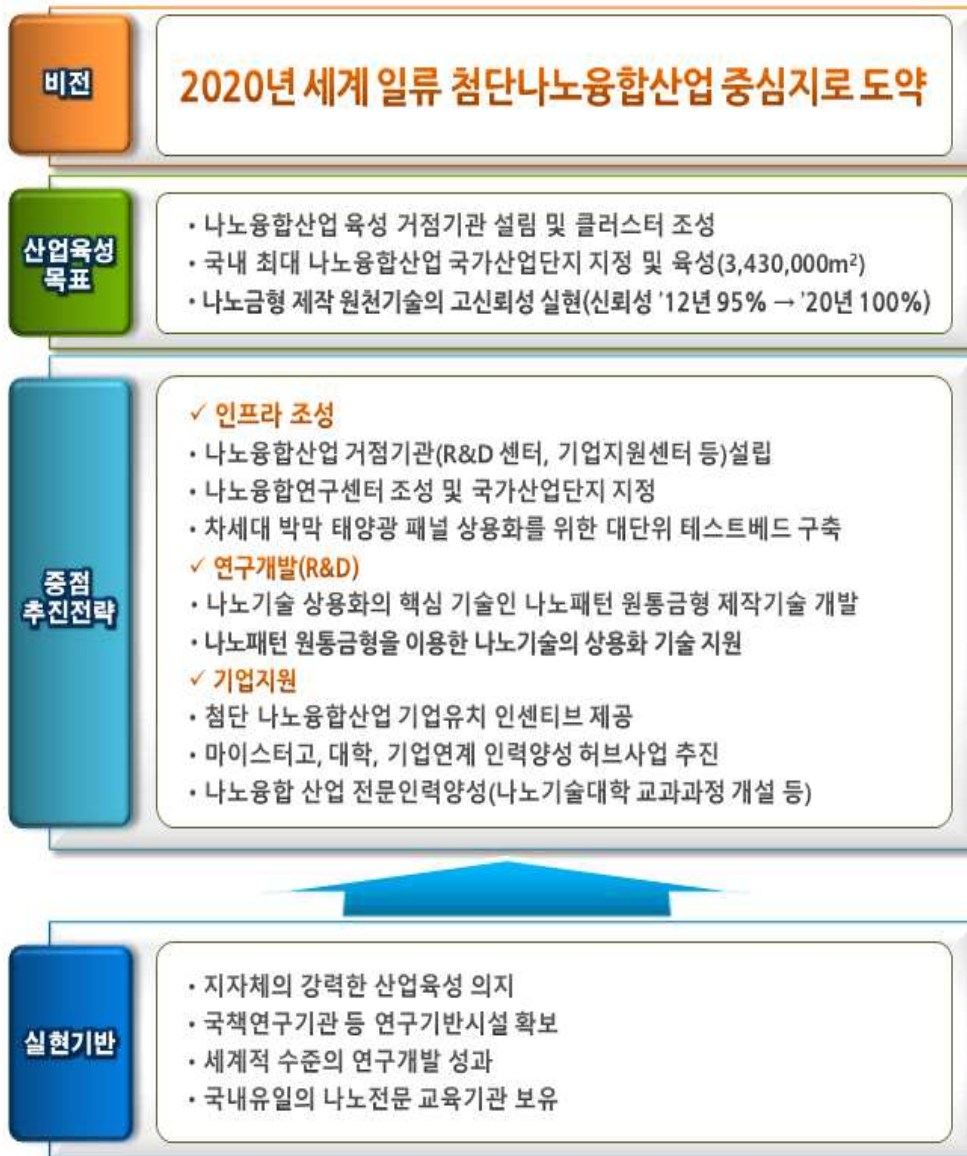 비전
2020년 세계 일류 첨단나노융합산업 중심지로 도약
산업육성
목표
• 나노융합산업 육성 거점기관 설립 및 클러스터 조성
• 국내 최대 나노융합산업 국가산업단지 지정 및 육성(3,430,000m²)
• 나노금형 제작 원천기술의 고신뢰성 실현(신뢰성 '12년 95% → '20년 100%)
중점
추진전략
✓ 인프라 조성
• 나노융합산업 거점기관(R&D 센터, 기업지원센터 등)설립
• 나노융합연구센터 조성 및 국가산업단지 지정
• 차세대 박막 태양광 패널 상용화를 위한 대단위 테스트베드 구축
✓ 연구개발(R&D)
• 나노기술 상용화의 핵심 기술인 나노패턴 원통금형 제작기술 개발
• 나노패턴 원통금형을 이용한 나노기술의 상용화 기술 지원
✓ 기업지원
• 첨단 나노융합산업 기업유치 인센티브 제공
• 마이스터고, 대학, 기업연계 인력양성 허브사업 추진
• 나노융합 산업 전문인력양성(나노기술대학 교과과정 개설 등)
실현기반
• 지자체의 강력한 산업육성 의지
• 국책연구기관 등 연구기반시설 확보
• 세계적 수준의 연구개발 성과
• 국내유일의 나노전문 교육기관 보유